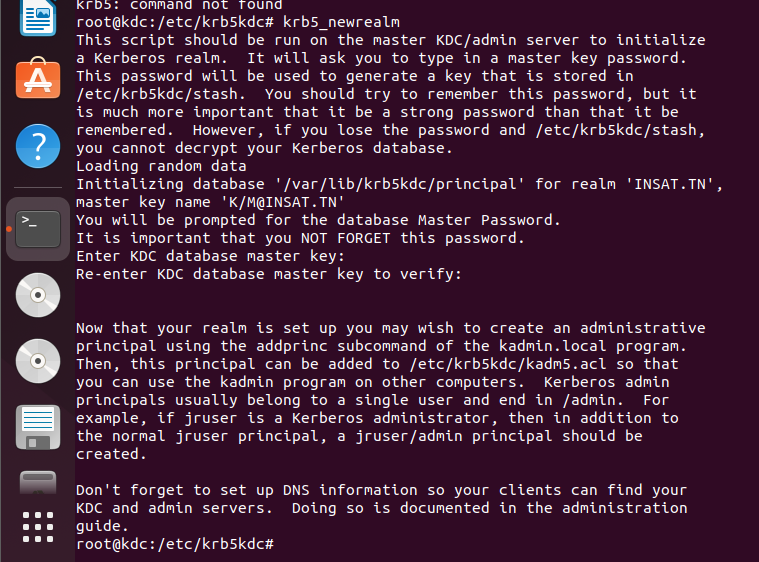 krb5: command not found
root@kdc:/etc/krb5kdc# krb5_newrealm
This script should be run on the master KDC/admin server to initialize
a Kerberos realm.  It will ask you to type in a master key password.
This password will be used to generate a key that is stored in
/etc/krb5kdc/stash.  You should try to remember this password, but it
is much more important that it be a strong password than that it be
remembered.  However, if you lose the password and /etc/krb5kdc/stash,
you cannot decrypt your Kerberos database.
Loading random data
Initializing database '/var/lib/krb5kdc/principal' for realm 'INSAT.TN',
master key name 'K/M@INSAT.TN'
You will be prompted for the database Master Password.
It is important that you NOT FORGET this password.
Enter KDC database master key:
Re-enter KDC database master key to verify:
Now that your realm is set up you may wish to create an administrative
principal using the addprinc subcommand of the kadmin.local program.
Then, this principal can be added to /etc/krb5kdc/kadm5.acl so that
you can use the kadmin program on other computers.  Kerberos admin
principals usually belong to a single user and end in /admin.  For
example, if jruser is a Kerberos administrator, then in addition to
the normal jruser principal, a jruser/admin principal should be
created.
Don't forget to set up DNS information so your clients can find your
KDC and admin servers.  Doing so is documented in the administration
guide.
root@kdc:/etc/krb5kdc#